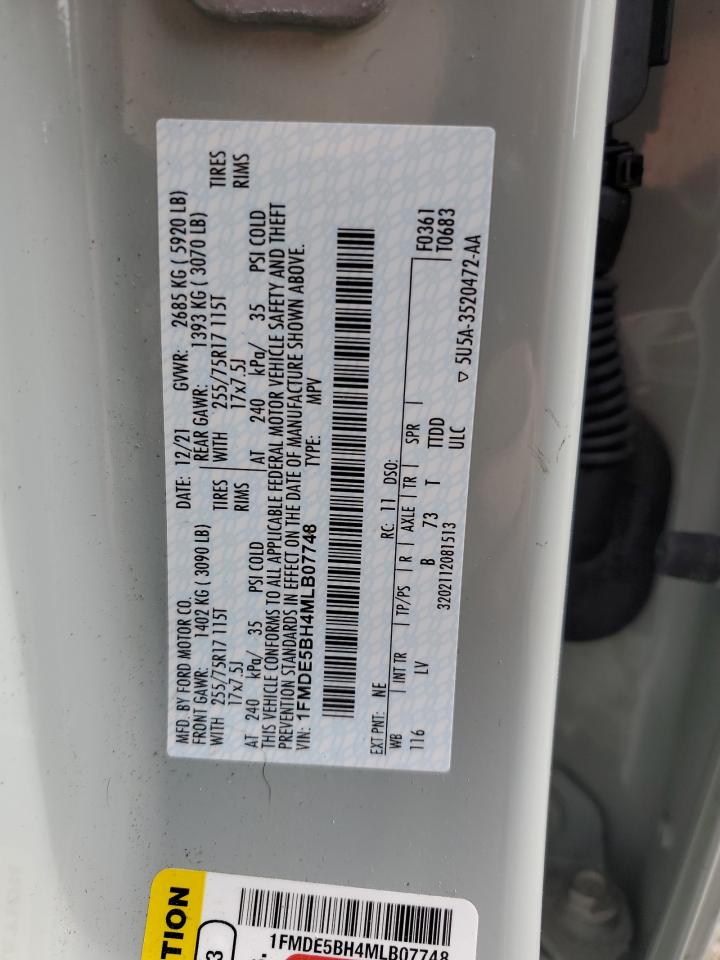 MFD. BY FORD MOTOR CO. DATE: 12/21 GVWR: 2685 KG ( 5920 LB)
FRONT GAWR: 1402 KG ( 3090 LB) REAR GAWR: 1393 KG ( 3070 LB)
WITH 255/75R17 115T TIRES WITH 255/75R17 115T TIRES
17x7.5J RIMS 17x7.5J RIMS
AT 240 kPa/ 35 PSI COLD AT 240 kPa/ 35 PSI COLD
THIS VEHICLE CONFORMS TO ALL APPLICABLE FEDERAL MOTOR VEHICLE SAFETY AND THEFT
PREVENTION STANDARDS IN EFFECT ON THE DATE OF MANUFACTURE SHOWN ABOVE.
VIN: 1FMDE5BH4MLB07748 TYPE: MPV
EXT PNT: NE RC: 11 DSO: F0361
WB INT TR TP/PS R AXLE TR SPR T0683
116 LV B 73 T TTDD
3202112081513 ULC ▽ 5U5A-3520472-AA
TION
3
1FMDE5BH4MLB07748